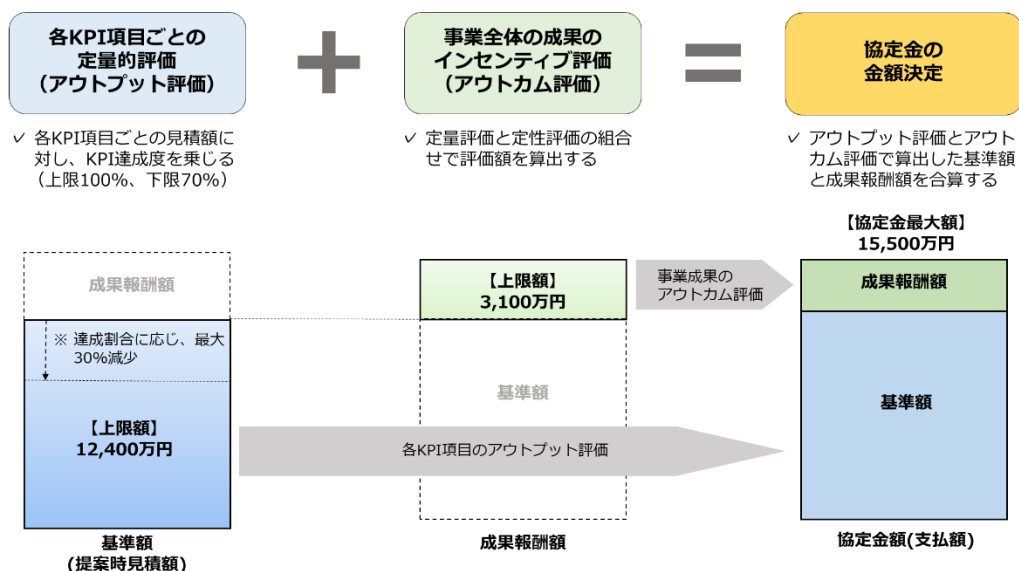 各KPI項目ごとの
定量的評価
（アウトプット評価）
+
事業全体の成果の
インセンティブ評価
（アウトカム評価）
=
協定金の
金額決定
✓ 各KPI項目ごとの見積額に
対し、KPI達成度を乗じる
（上限100%、下限70%）
✓ 定量評価と定性評価の組合
せで評価額を算出する
✓ アウトプット評価とアウト
カム評価で算出した基準額
と成果報酬額を合算する
成果報酬額
※ 達成割合に応じ、最大
30%減少
【上限額】
12,400万円
基準額
(提案時見積額)
【上限額】
3,100万円
基準額
成果報酬額
事業成果の
アウトカム評価
各KPI項目のアウトプット評価
【協定金最大額】
15,500万円
成果報酬額
基準額
協定金額(支払額)